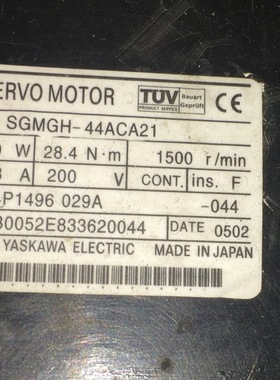 ERVO MOTOR
TÜV
PRODUCT SERVICE
Bauart
Geprüft
CE
SGMGH-44ACA21
W 28.4 N·m 1500 r/min
A 200 V CONT. ins. F
P1496 029A -044
30052E833620044 DATE 0502
YASKAWA ELECTRIC MADE IN JAPAN